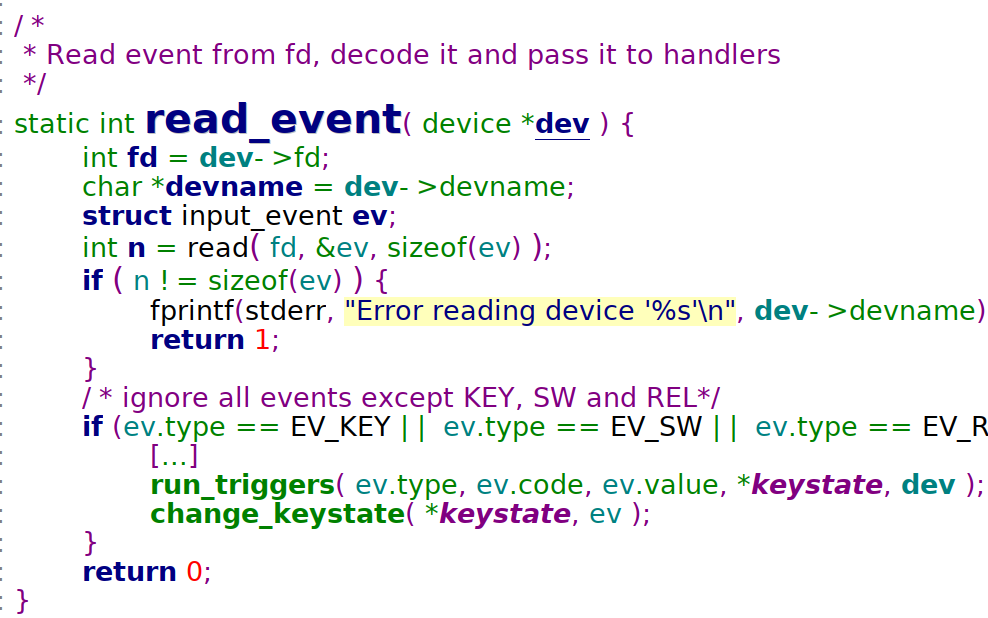 /*
* Read event from fd, decode it and pass it to handlers
*/
static int read_event( device *dev ) {
int fd = dev->fd;
char *devname = dev->devname;
struct input_event ev;
int n = read( fd, &ev, sizeof(ev) );
if ( n != sizeof(ev) ) {
fprintf(stderr, "Error reading device '%s'\n", dev->devname)
return 1;
}
/* ignore all events except KEY, SW and REL*/
if (ev.type == EV_KEY || ev.type == EV_SW || ev.type == EV_R
[...]
run_triggers( ev.type, ev.code, ev.value, *keystate, dev );
change_keystate( *keystate, ev );
}
return 0;
}